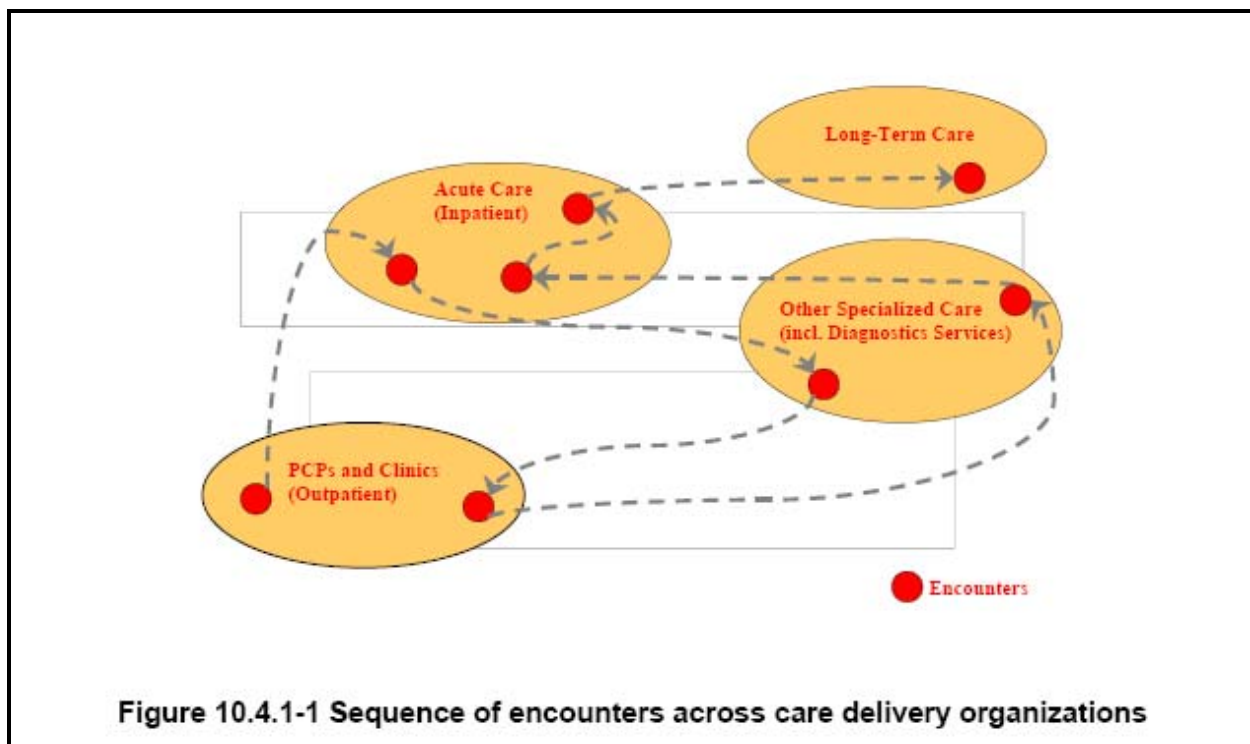 Long-Term Care
Acute Care
(Inpatient)
Other Specialized Care
(incl. Diagnostics Services)
PCPs and Clinics
(Outpatient)
Encounters
Figure 10.4.1-1 Sequence of encounters across care delivery organizations